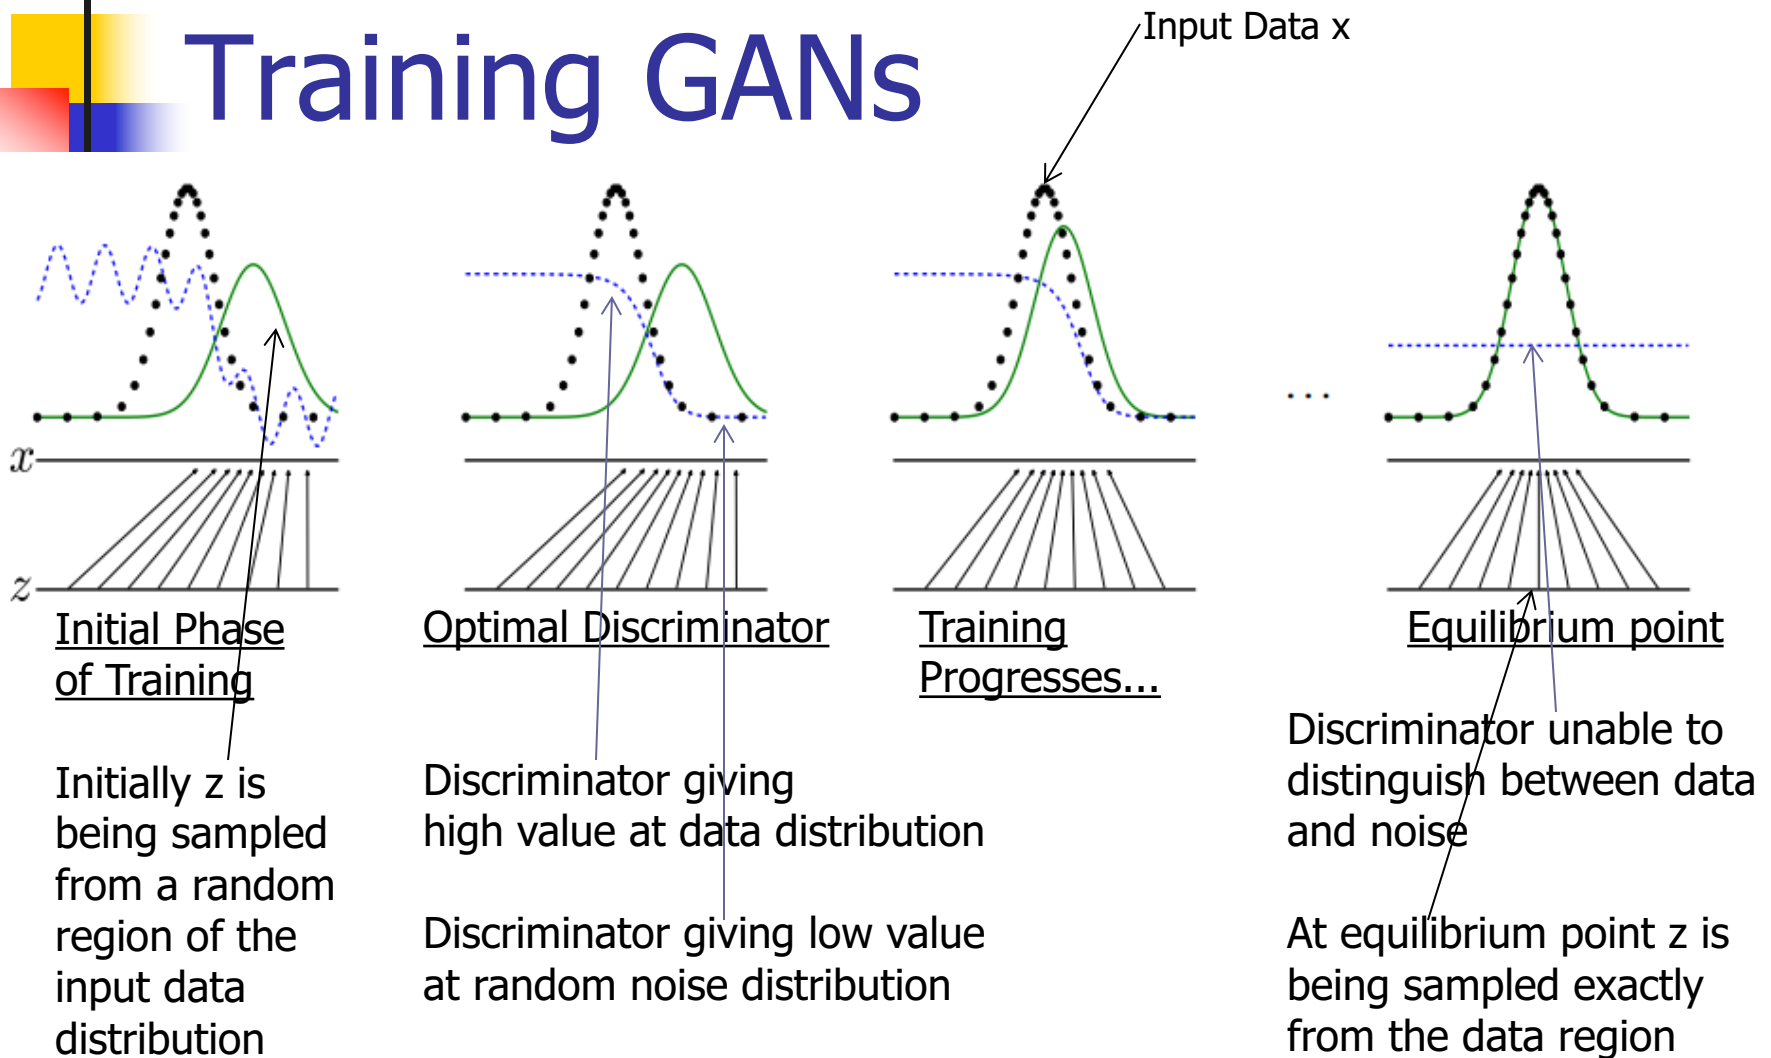 Training GANs
Input Data x
x
z
...
Initial Phase
of Training
Initially z is
being sampled
from a random
region of the
input data
distribution
Optimal Discriminator
Discriminator giving
high value at data distribution
Discriminator giving low value
at random noise distribution
Training
Progresses...
Equilibrium point
Discriminator unable to
distinguish between data
and noise
At equilibrium point z is
being sampled exactly
from the data region